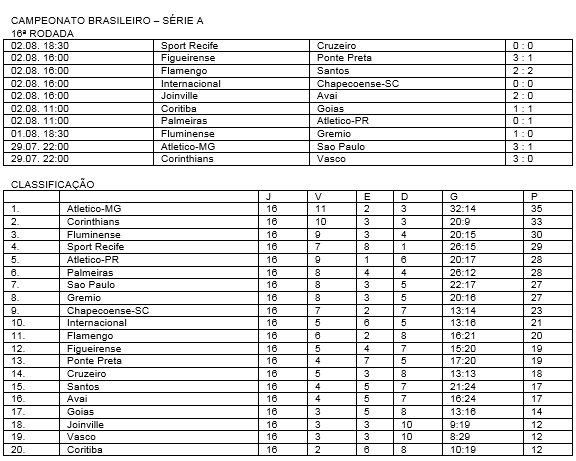 CAMPEONATO BRASILEIRO – SÉRIE A
16ª RODADA
02.08. 18:30 Sport Recife Cruzeiro 0 : 0
02.08. 16:00 Figueirense Ponte Preta 3 : 1
02.08. 16:00 Flamengo Santos 2 : 2
02.08. 16:00 Internacional Chapecoense-SC 0 : 0
02.08. 16:00 Joinville Avai 2 : 0
02.08. 11:00 Coritiba Goias 1 : 1
02.08. 11:00 Palmeiras Atletico-PR 0 : 1
01.08. 18:30 Fluminense Gremio 1 : 0
29.07. 22:00 Atletico-MG Sao Paulo 3 : 1
29.07. 22:00 Corinthians Vasco 3 : 0
CLASSIFICAÇÃO
J V E D G P
1. Atletico-MG 16 11 2 3 32:14 35
2. Corinthians 16 10 3 3 20:9 33
3. Fluminense 16 9 3 4 20:15 30
4. Sport Recife 16 7 8 1 26:15 29
5. Atletico-PR 16 9 1 6 20:17 28
6. Palmeiras 16 8 4 4 26:12 28
7. Sao Paulo 16 8 3 5 22:17 27
8. Gremio 16 8 3 5 20:16 27
9. Chapecoense-SC 16 7 2 7 13:14 23
10. Internacional 16 5 6 5 13:16 21
11. Flamengo 16 6 2 8 16:21 20
12. Figueirense 16 5 4 7 15:20 19
13. Ponte Preta 16 4 7 5 17:20 19
14. Cruzeiro 16 5 3 8 13:13 18
15. Santos 16 4 5 7 21:24 17
16. Avai 16 4 5 7 16:24 17
17. Goias 16 3 5 8 13:16 14
18. Joinville 16 3 3 10 9:19 12
19. Vasco 16 3 3 10 8:29 12
20. Coritiba 16 2 6 8 10:19 12